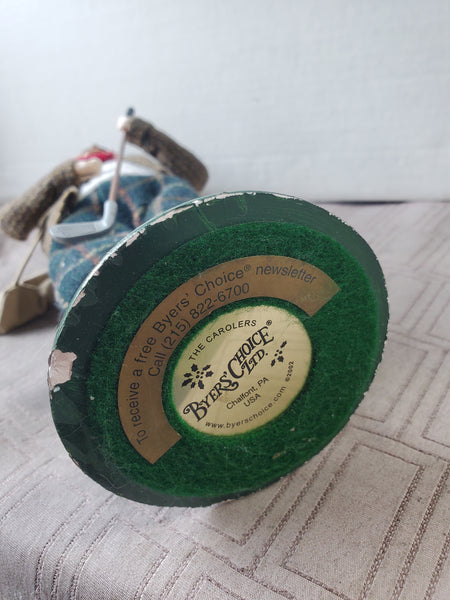 To receive a free Byers' Choice® newsletter
Call (215) 822-6700
THE CAROLERS
BYERS' CHOICE®
LTD.
Chalfont, PA
USA
www.byerschoice.com ©2002